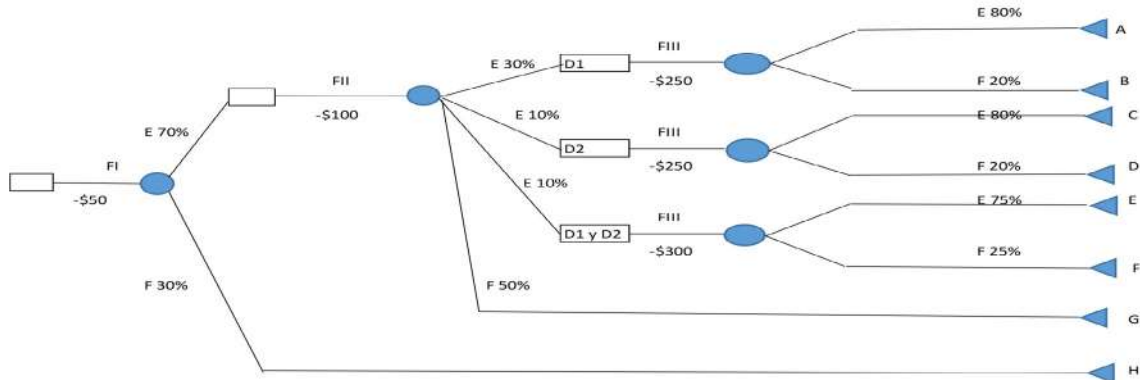 E 80%
A
FIII
E 30%
D1
-$250
F 20%
B
FII
-$100
E 10%
FIII
E 80%
C
D2
-$250
F 20%
D
E 70%
E 10%
FI
-$50
FIII
E 75%
E
D1 y D2
-$300
F 25%
F
F 30%
F 50%
G
H